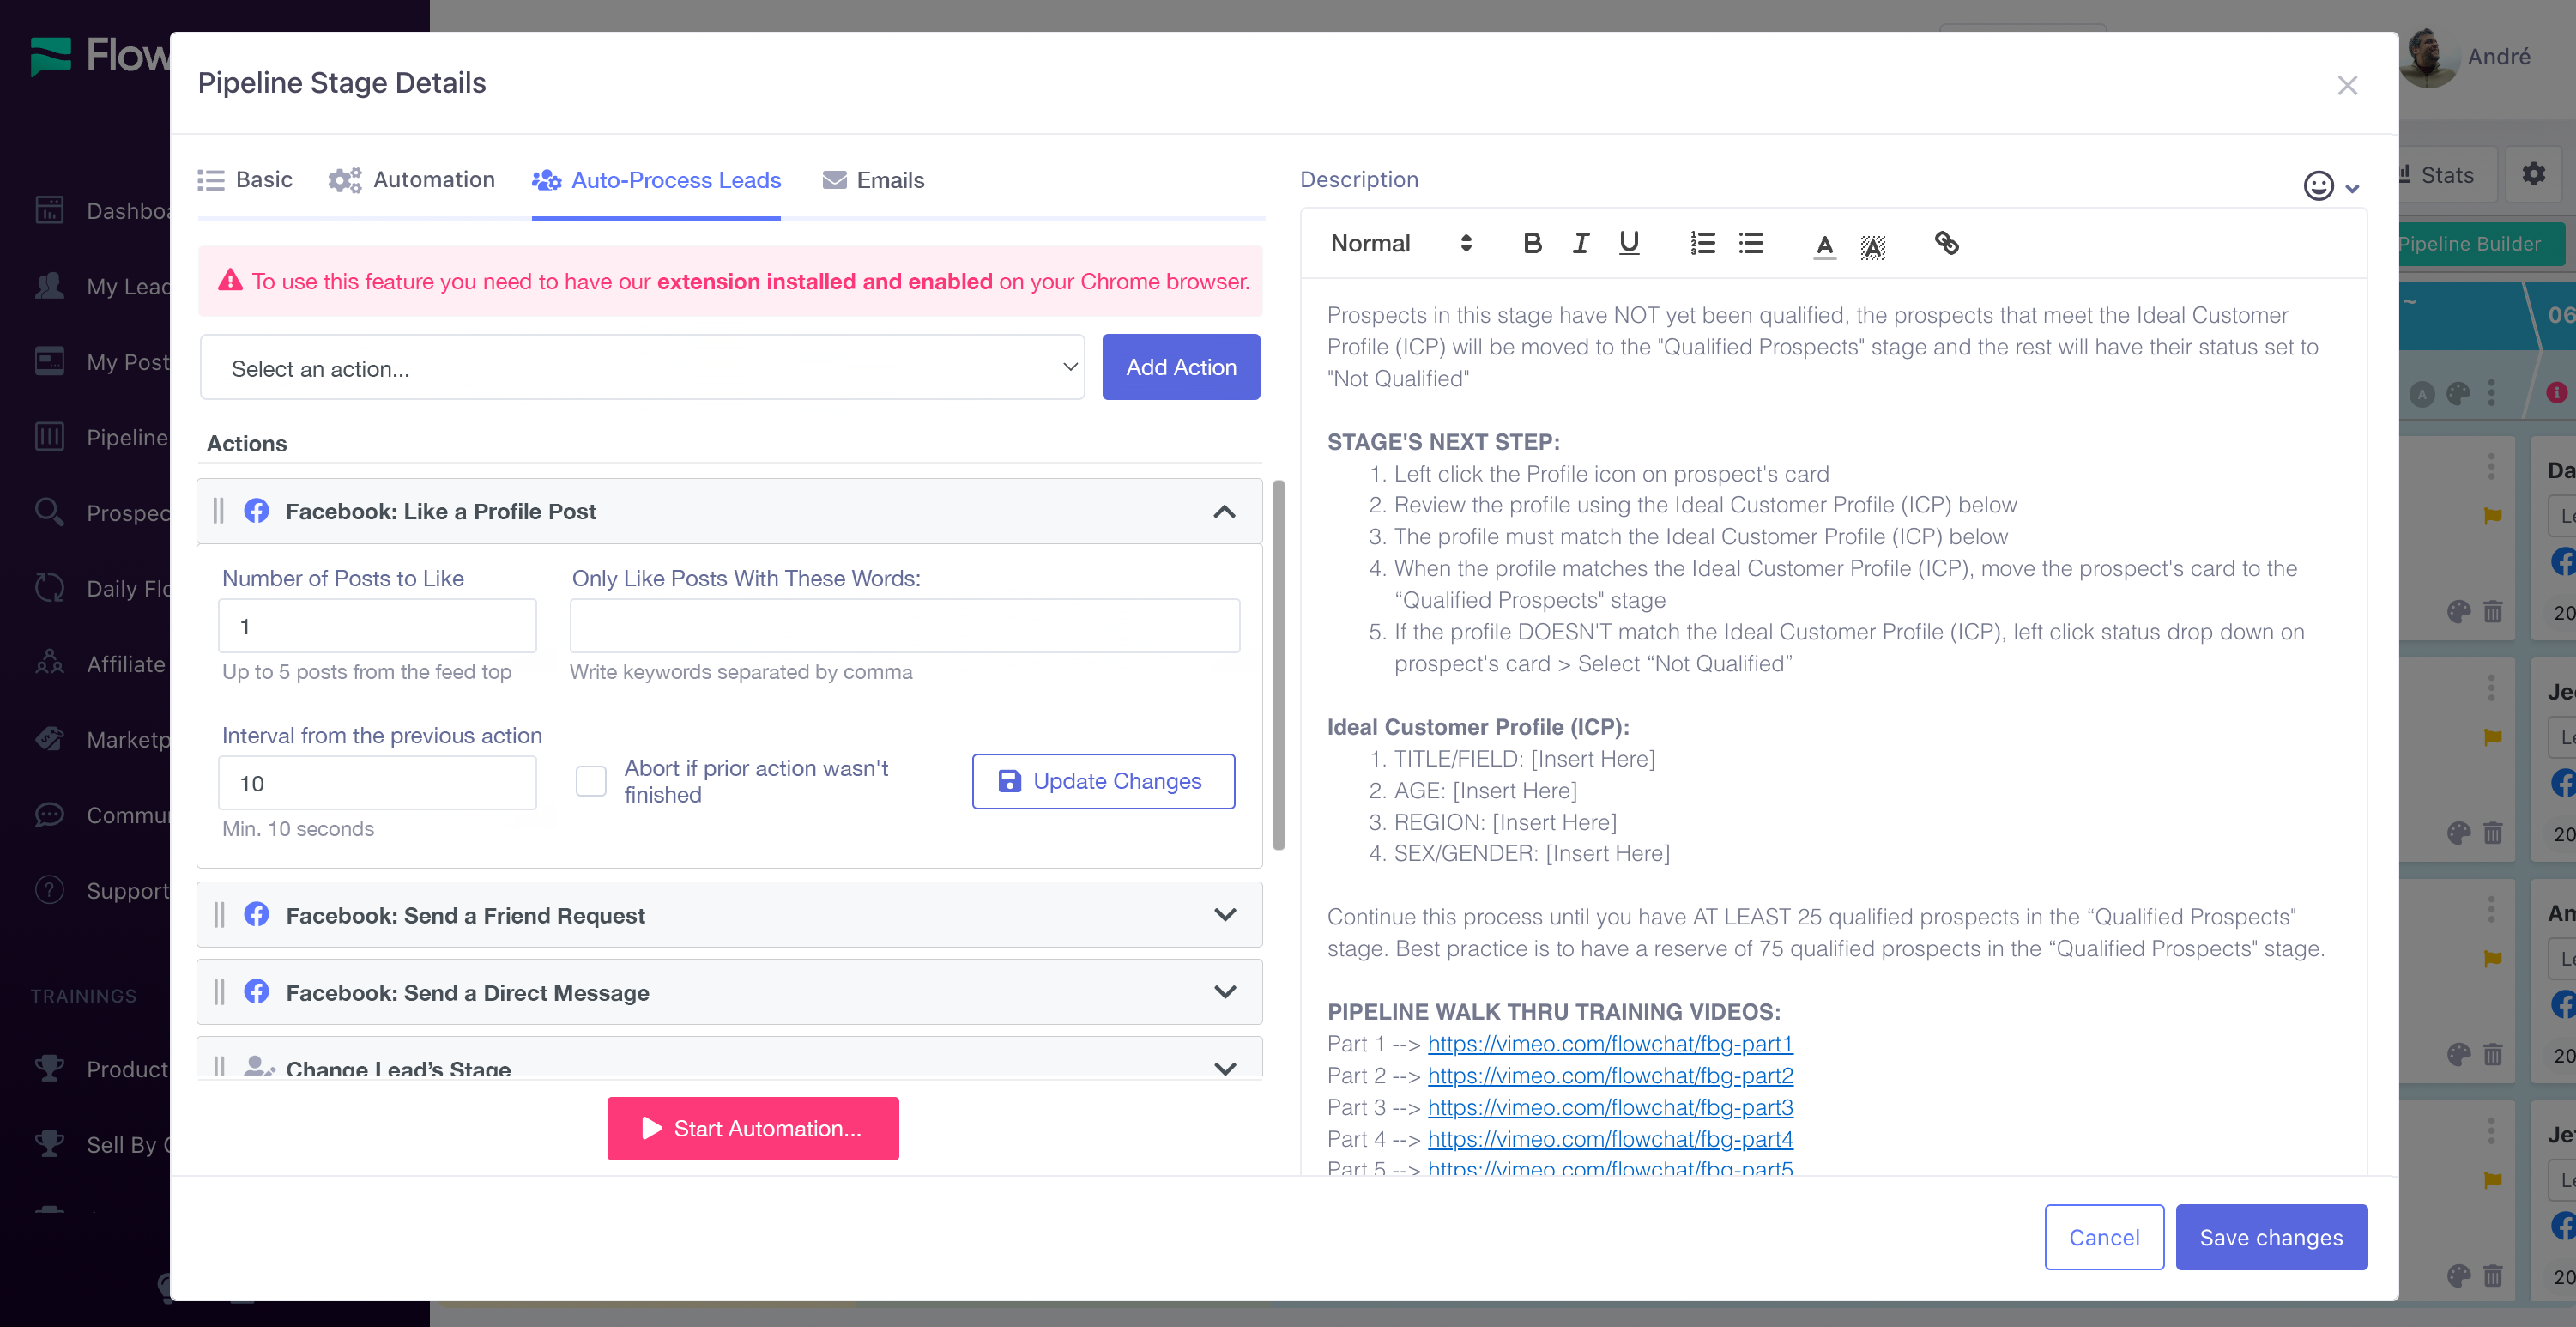 Flow
André
Pipeline Stage Details
Basic
Automation
Auto-Process Leads
Emails
To use this feature you need to have our extension installed and enabled on your Chrome browser.
Select an action...
Add Action
Actions
Facebook: Like a Profile Post
Number of Posts to Like
Only Like Posts With These Words:
1
Up to 5 posts from the feed top
Write keywords separated by comma
Interval from the previous action
10
Abort if prior action wasn't
finished
Update Changes
Min. 10 seconds
Facebook: Send a Friend Request
Facebook: Send a Direct Message
Change Lead's Stage
Start Automation...
Description
Normal
Prospects in this stage have NOT yet been qualified, the prospects that meet the Ideal Customer
Profile (ICP) will be moved to the "Qualified Prospects" stage and the rest will have their status set to
"Not Qualified"
STAGE'S NEXT STEP:
1. Left click the Profile icon on prospect's card
2. Review the profile using the Ideal Customer Profile (ICP) below
3. The profile must match the Ideal Customer Profile (ICP) below
4. When the profile matches the Ideal Customer Profile (ICP), move the prospect's card to the
“Qualified Prospects" stage
5. If the profile DOESN'T match the Ideal Customer Profile (ICP), left click status drop down on
prospect's card > Select “Not Qualified”
Ideal Customer Profile (ICP):
1. TITLE/FIELD: [Insert Here]
2. AGE: [Insert Here]
3. REGION: [Insert Here]
4. SEX/GENDER: [Insert Here]
Continue this process until you have AT LEAST 25 qualified prospects in the “Qualified Prospects"
stage. Best practice is to have a reserve of 75 qualified prospects in the “Qualified Prospects" stage.
PIPELINE WALK THRU TRAINING VIDEOS:
Part 1 --> https://vimeo.com/flowchat/fbg-part1
Part 2 --> https://vimeo.com/flowchat/fbg-part2
Part 3 --> https://vimeo.com/flowchat/fbg-part3
Part 4 --> https://vimeo.com/flowchat/fbg-part4
Part 5 --> https://vimeo.com/flowchat/fbg-part5
Cancel
Save changes
Dashboa
My Lead
My Post
Pipeline
Prospec
Daily Flo
Affiliate
Marketp
Commu
Support
TRAININGS
Product
Sell By
Stats
Pipeline Builder
~
06
A
Da
Le
20
Je
Le
20
Am
Le
20
Je
Le
20